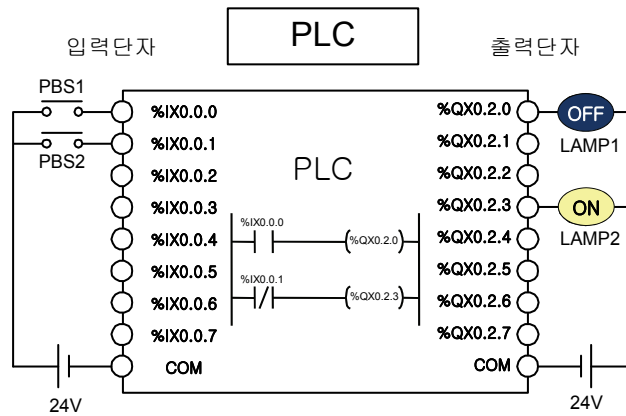 PLC
입력단자
출력단자
PBS1
PBS2
%IX0.0.0
%IX0.0.1
%IX0.0.2
%IX0.0.3
%IX0.0.4
%IX0.0.5
%IX0.0.6
%IX0.0.7
COM
24V
PLC
%IX0.0.0
%QX0.2.0
%IX0.0.1
%QX0.2.3
%QX0.2.0
%QX0.2.1
%QX0.2.2
%QX0.2.3
%QX0.2.4
%QX0.2.5
%QX0.2.6
%QX0.2.7
COM
OFF
LAMP1
ON
LAMP2
24V